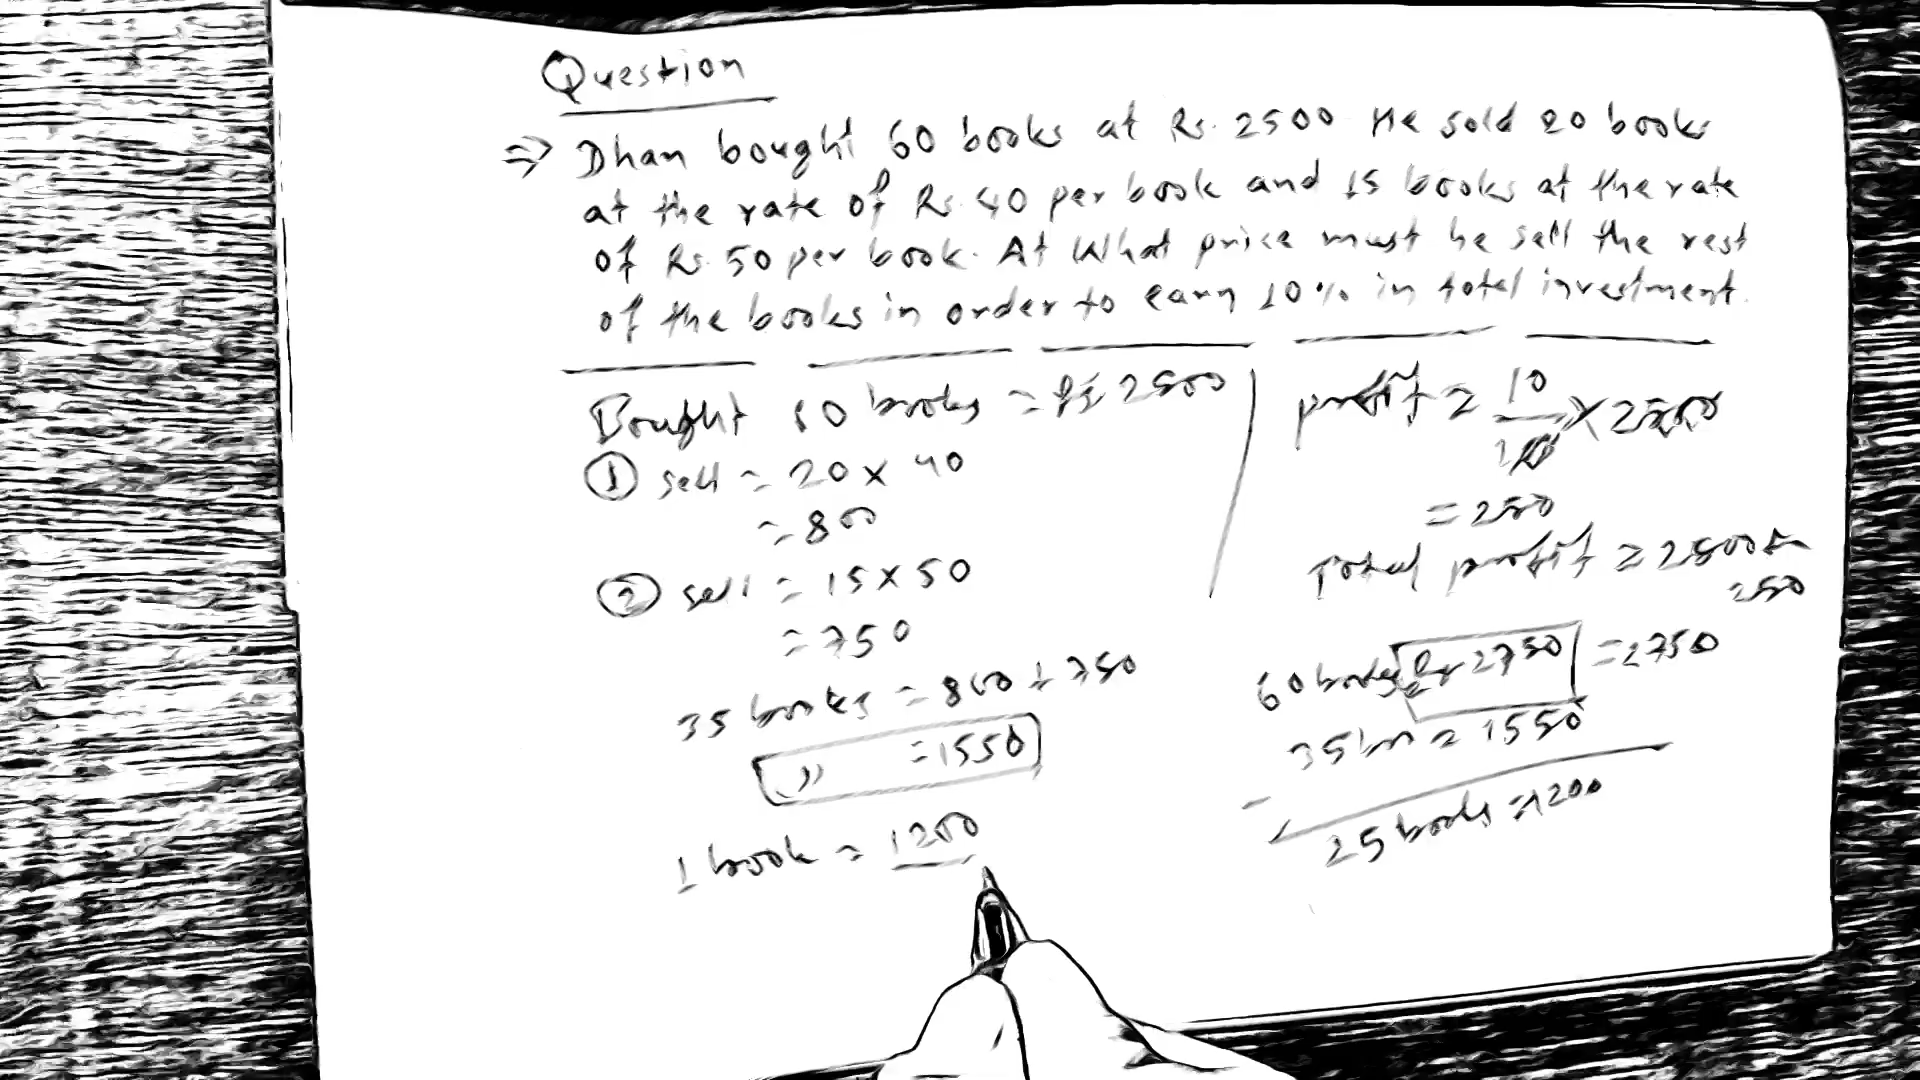 Question
⇒ Dhan bought 60 books at Rs. 2500 He sold 20 books
at the rate of Rs. 40 per book and 15 books at the rate
of Rs. 50 per book. At What price must he sell the rest
of the books in order to earn 10% in total investment.
Bought 60 books = Rs 2500
① sell = 20 × 40
= 800
② sell = 15 × 50
= 750
35 books = 800 + 750
" = 1550
1 book = 1200
profit = 10/100 × 2500
= 250
Total profit = 2500 +
250
60 books Rs 2750 = 2750
35 = 1550
-
25 books = 1200